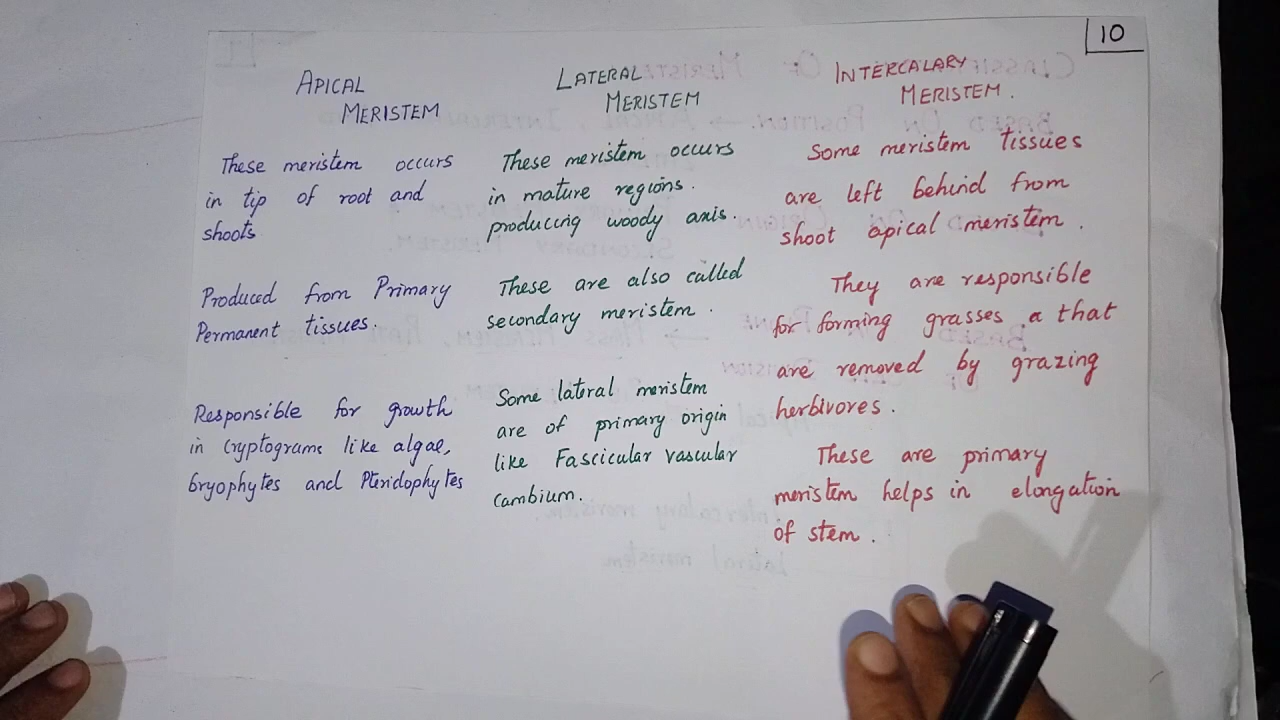 10
APICAL
MERISTEM
These meristem occurs
in tip of root and
shoots
Produced from Primary
Permanent tissues.
Responsible for growth
in Cryptograms like algae,
Bryophytes and Pteridophytes
LATERAL
MERISTEM
These meristem occurs
in mature regions.
producing woody axis.
These are also called
secondary meristem.
Some lateral meristem
are of primary origin
like Fascicular vascular
cambium.
INTERCALARY
MERISTEM.
Some meristem tissues
are left behind from
shoot apical meristem.
They are responsible
for forming grasses a that
are removed by grazing
herbivores.
These are primary
meristem helps in elongation
of stem.